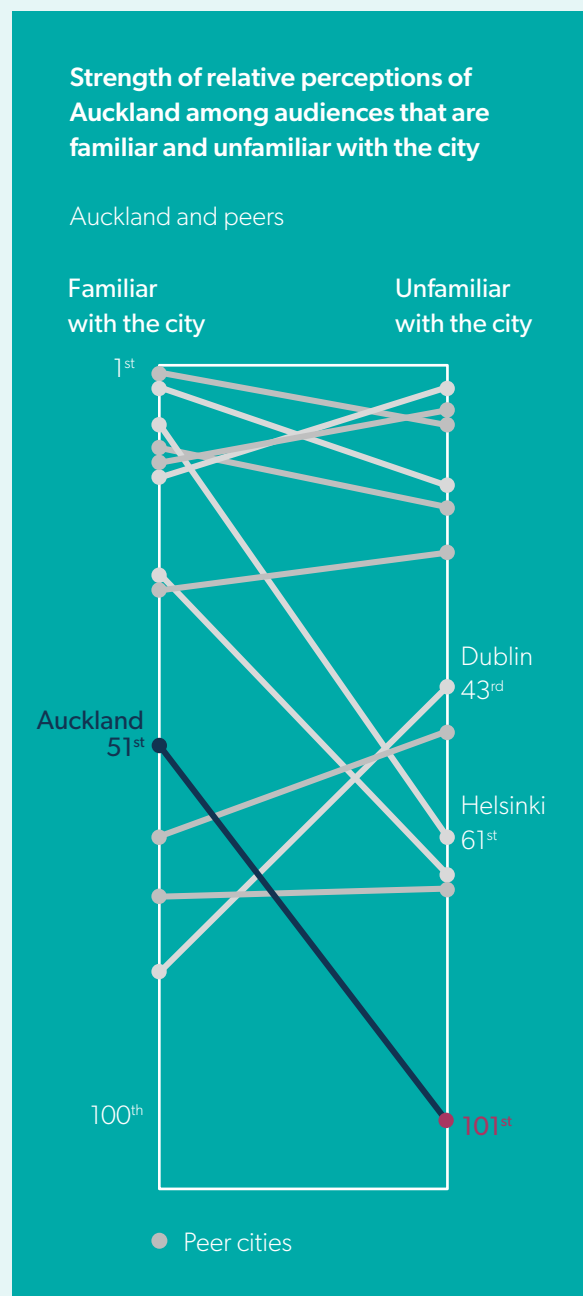 Strength of relative perceptions of
Auckland among audiences that are
familiar and unfamiliar with the city
Auckland and peers
Familiar
with the city
Unfamiliar
with the city
1st
Dublin
43rd
Auckland
51st
Helsinki
61st
100th
101st
Peer cities